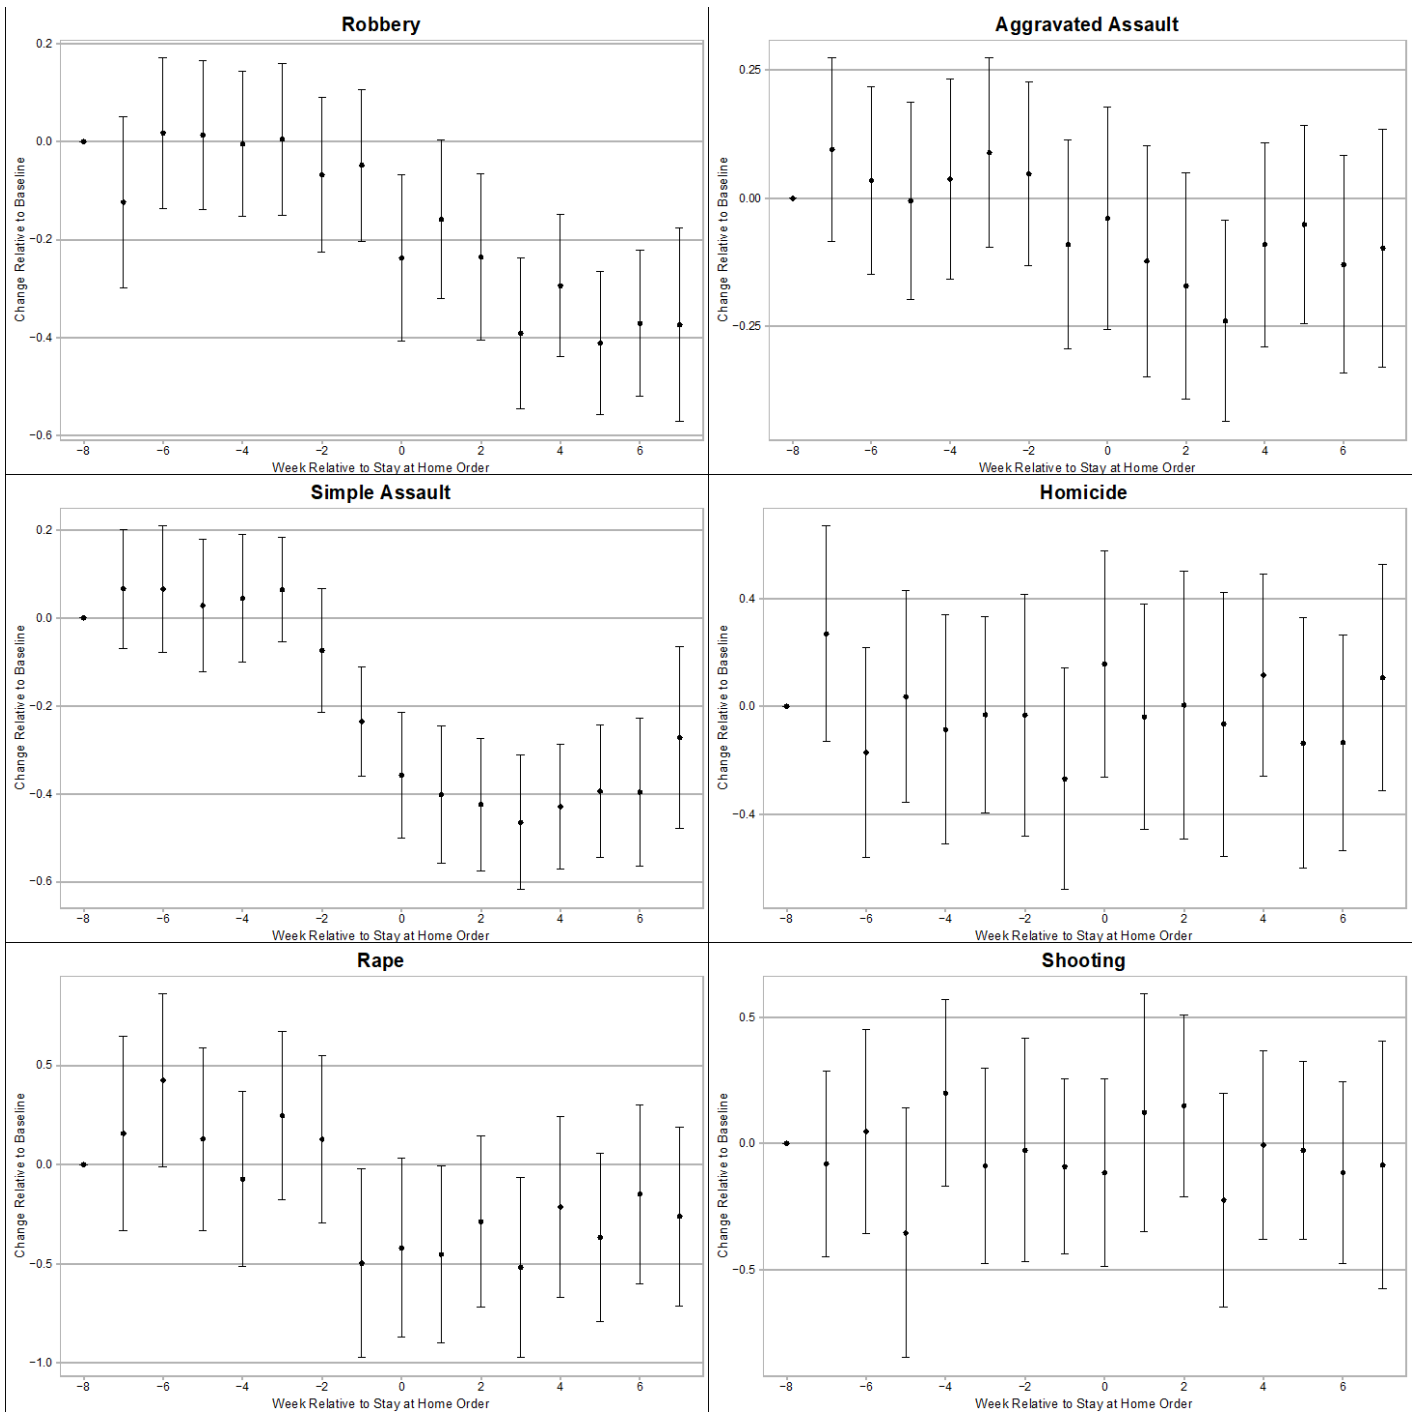 Robbery
Change Relative to Baseline
0.2
0.0
−0.2
−0.4
−0.6
−8 −6 −4 −2 0 2 4 6
Week Relative to Stay at Home Order
Aggravated Assault
Change Relative to Baseline
0.25
0.00
−0.25
−8 −6 −4 −2 0 2 4 6
Week Relative to Stay at Home Order
Simple Assault
Change Relative to Baseline
0.2
0.0
−0.2
−0.4
−0.6
−8 −6 −4 −2 0 2 4 6
Week Relative to Stay at Home Order
Homicide
Change Relative to Baseline
0.4
0.0
−0.4
−8 −6 −4 −2 0 2 4 6
Week Relative to Stay at Home Order
Rape
Change Relative to Baseline
0.5
0.0
−0.5
−1.0
−8 −6 −4 −2 0 2 4 6
Week Relative to Stay at Home Order
Shooting
Change Relative to Baseline
0.5
0.0
−0.5
−8 −6 −4 −2 0 2 4 6
Week Relative to Stay at Home Order